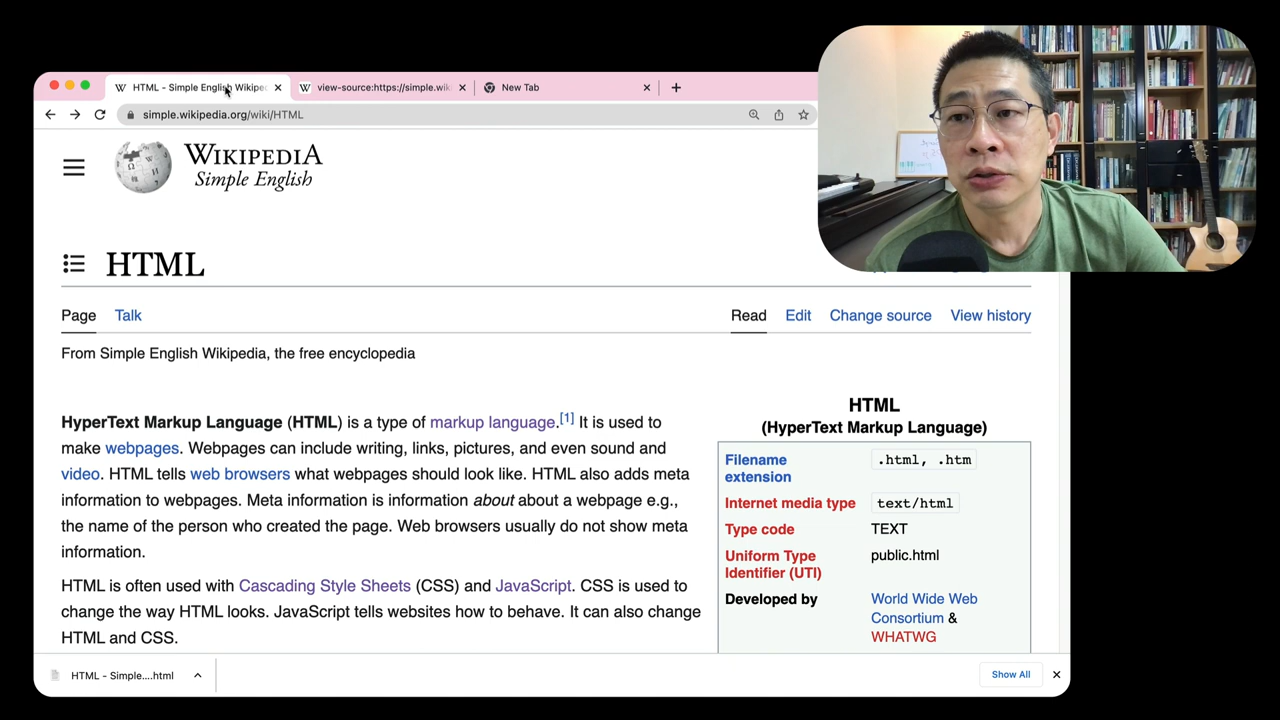 HTML - Simple English Wikipe
view-source:https://simple.wik
New Tab
simple.wikipedia.org/wiki/HTML
WIKIPEDIA
Simple English
HTML
Page Talk
Read Edit Change source View history
From Simple English Wikipedia, the free encyclopedia
HyperText Markup Language (HTML) is a type of markup language.[1] It is used to
make webpages. Webpages can include writing, links, pictures, and even sound and
video. HTML tells web browsers what webpages should look like. HTML also adds meta
information to webpages. Meta information is information about about a webpage e.g.,
the name of the person who created the page. Web browsers usually do not show meta
information.
HTML is often used with Cascading Style Sheets (CSS) and JavaScript. CSS is used to
change the way HTML looks. JavaScript tells websites how to behave. It can also change
HTML and CSS.
HTML
(HyperText Markup Language)
Filename .html, .htm
extension
Internet media type text/html
Type code TEXT
Uniform Type public.html
Identifier (UTI)
Developed by World Wide Web
Consortium &
WHATWG
HTML - Simple....html
Show All